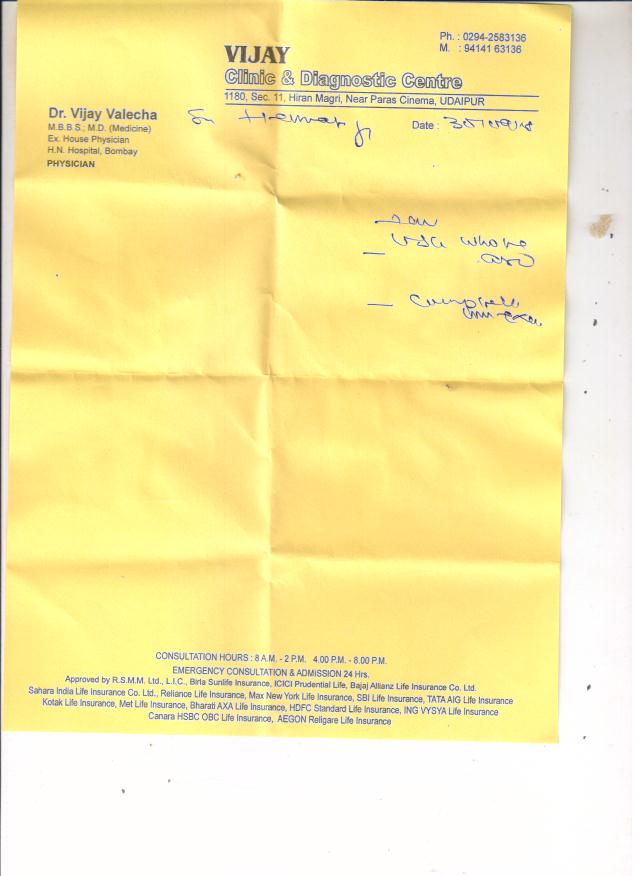 Ph. : 0294-2583136
M. : 94141 63136
VIJAY
Clinic & Diagnostic Centre
1180, Sec. 11, Hiran Magri, Near Paras Cinema, UDAIPUR
Dr. Vijay Valecha
M.B.B.S.; M.D. (Medicine)
Ex. House Physician
H.N. Hospital, Bombay
PHYSICIAN
Date :
Adv
USG whole
abd
Complete
CONSULTATION HOURS : 8 A.M. - 2 P.M. 4.00 P.M. - 8.00 P.M.
EMERGENCY CONSULTATION & ADMISSION 24 Hrs.
Approved by R.S.M.M. Ltd., L.I.C., Birla Sunlife Insurance, ICICI Prudential Life, Bajaj Allianz Life Insurance Co. Ltd.
Sahara India Life Insurance Co. Ltd., Reliance Life Insurance, Max New York Life Insurance, SBI Life Insurance, TATA AIG Life Insurance
Kotak Life Insurance, Met Life Insurance, Bharati AXA Life Insurance, HDFC Standard Life Insurance, ING VYSYA Life Insurance
Canara HSBC OBC Life Insurance, AEGON Religare Life Insurance